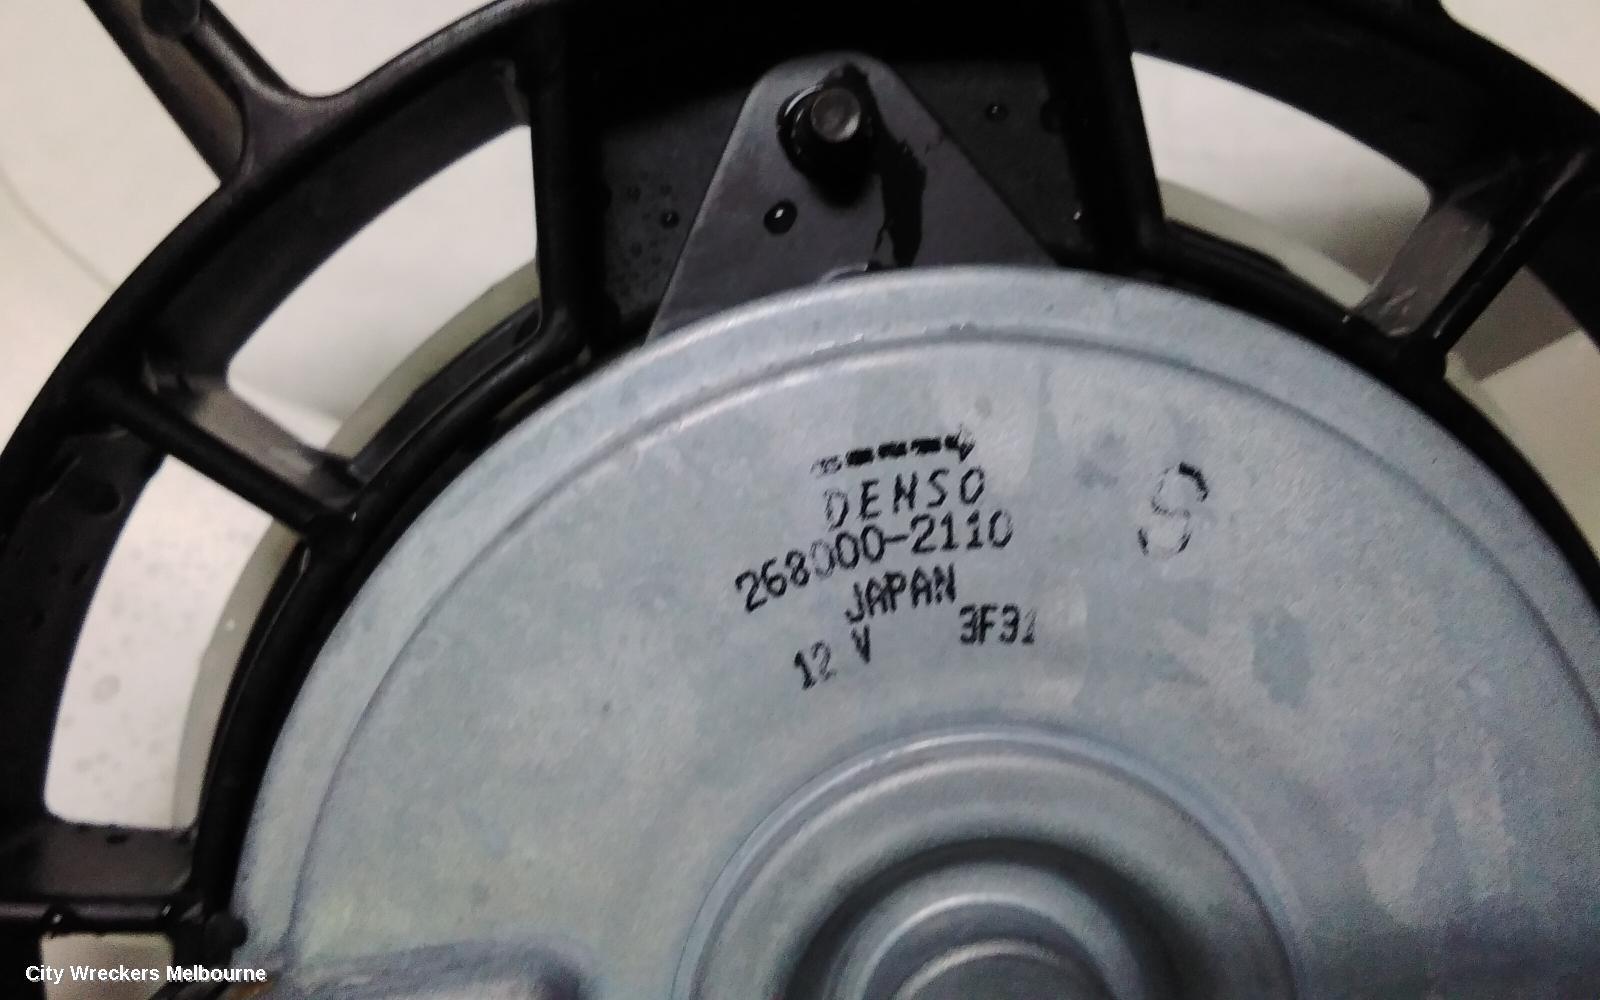 DENSO
268000-2110
JAPAN
12 V 3F31
S
City Wreckers Melbourne